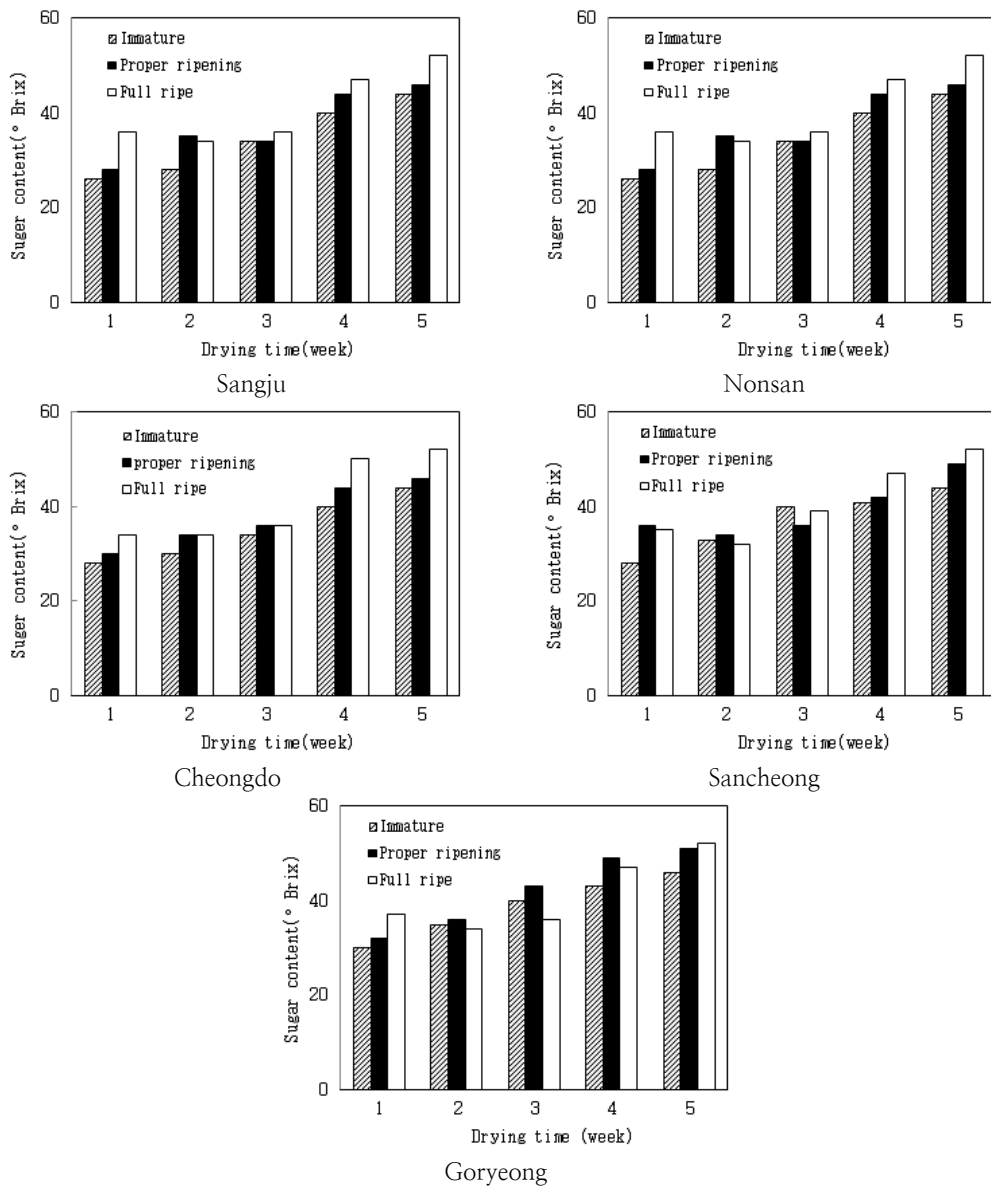 60
40
20
0
Suger content(° Brix)
Immature
Proper ripening
Full ripe
1 2 3 4 5
Drying time(week)
Sangju
60
40
20
0
Suger content(° Brix)
Immature
Proper ripening
Full ripe
1 2 3 4 5
Drying time(week)
Nonsan
60
40
20
0
Suger content(° Brix)
Immature
proper ripening
Full ripe
1 2 3 4 5
Drying time(week)
Cheongdo
60
40
20
0
Sugar content(° Brix)
Immature
Proper ripening
Full ripe
1 2 3 4 5
Drying time(week)
Sancheong
60
40
20
0
Sugar content(° Brix)
Immature
Proper ripening
Full ripe
1 2 3 4 5
Drying time (week)
Goryeong